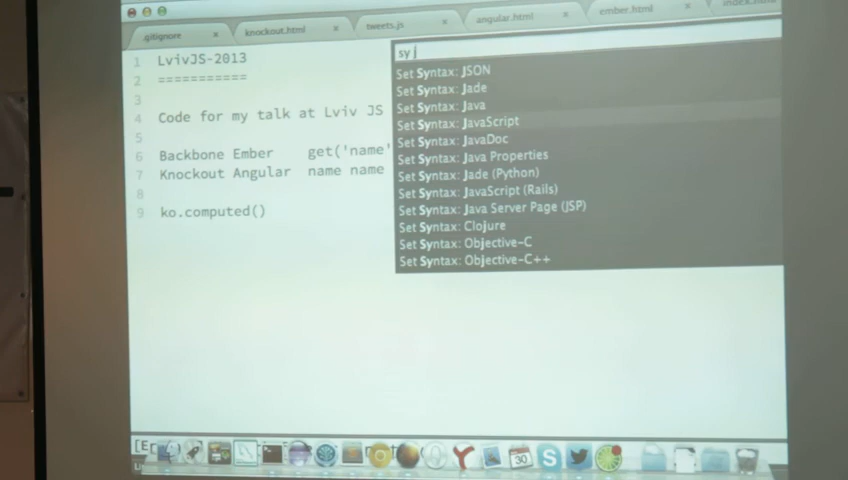 .gitignore
knockout.html
tweets.js
angular.html
ember.html
index.html
1 LvivJS-2013
2 ===========
3
4 Code for my talk at Lviv JS
5
6 Backbone Ember get('name'
7 Knockout Angular name name
8
9 ko.computed()
sy j
Set Syntax: JSON
Set Syntax: Jade
Set Syntax: Java
Set Syntax: JavaScript
Set Syntax: JavaDoc
Set Syntax: Java Properties
Set Syntax: Jade (Python)
Set Syntax: JavaScript (Rails)
Set Syntax: Java Server Page (JSP)
Set Syntax: Clojure
Set Syntax: Objective-C
Set Syntax: Objective-C++
30